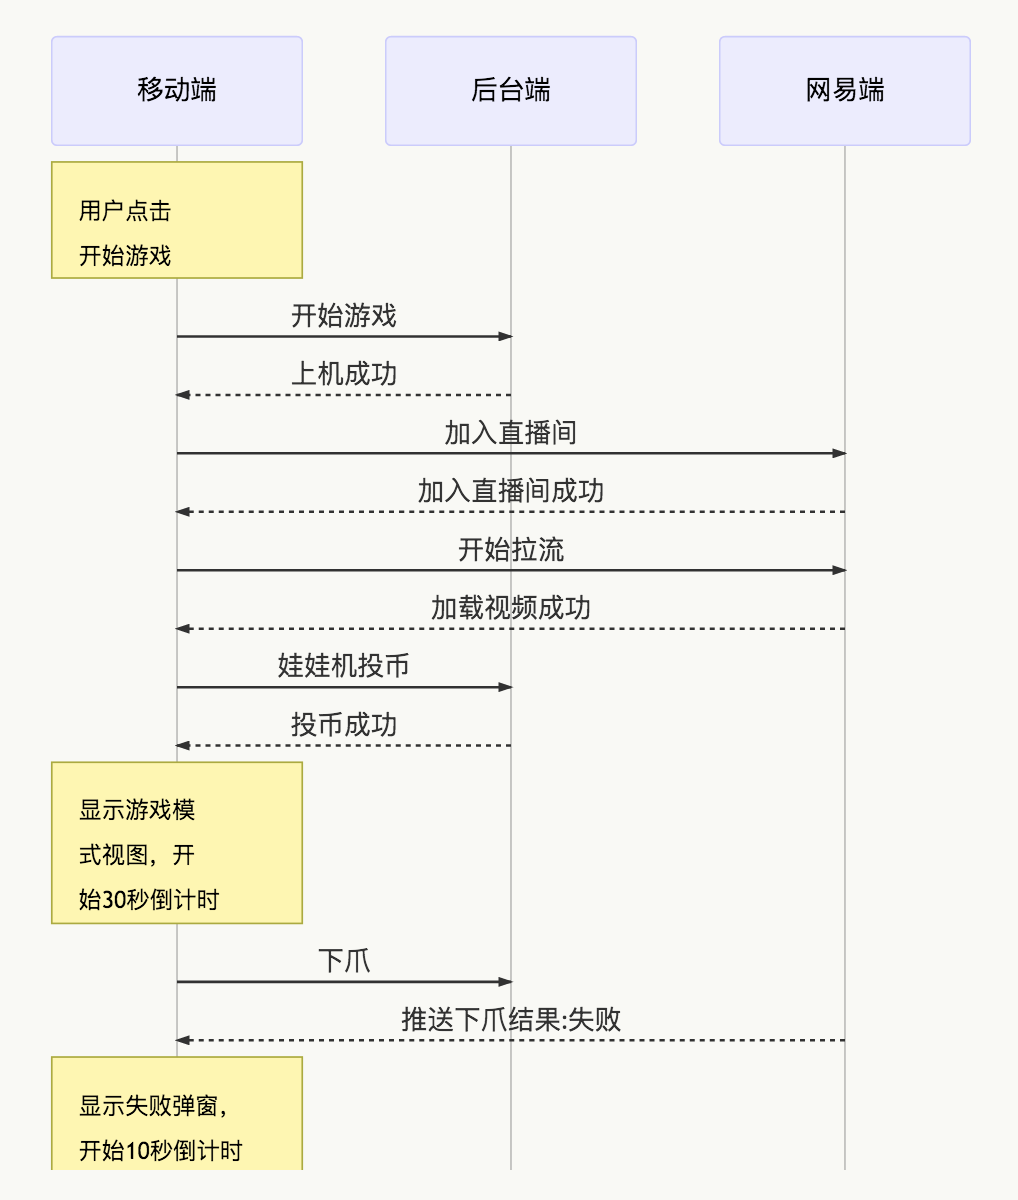 移动端
后台端
网易端
用户点击
开始游戏
开始游戏
上机成功
加入直播间
加入直播间成功
开始拉流
加载视频成功
娃娃机投币
投币成功
显示游戏模
式视图，开
始30秒倒计时
下爪
推送下爪结果:失败
显示失败弹窗，
开始10秒倒计时